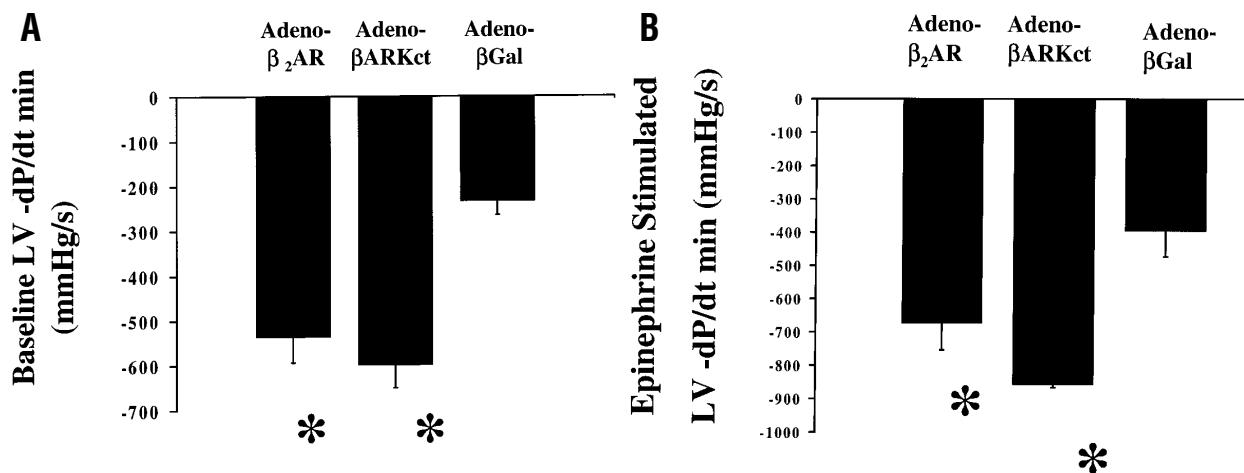 A
Adeno-
β₂AR
Adeno-
βARKct
Adeno-
βGal
Baseline LV -dP/dt min
(mmHg/s)
0
-100
-200
-300
-400
-500
-600
-700
*
*
B
Adeno-
β₂AR
Adeno-
βARKct
Adeno-
βGal
Epinephrine Stimulated
LV -dP/dt min (mmHg/s)
0
-100
-200
-300
-400
-500
-600
-700
-800
-900
-1000
*
*